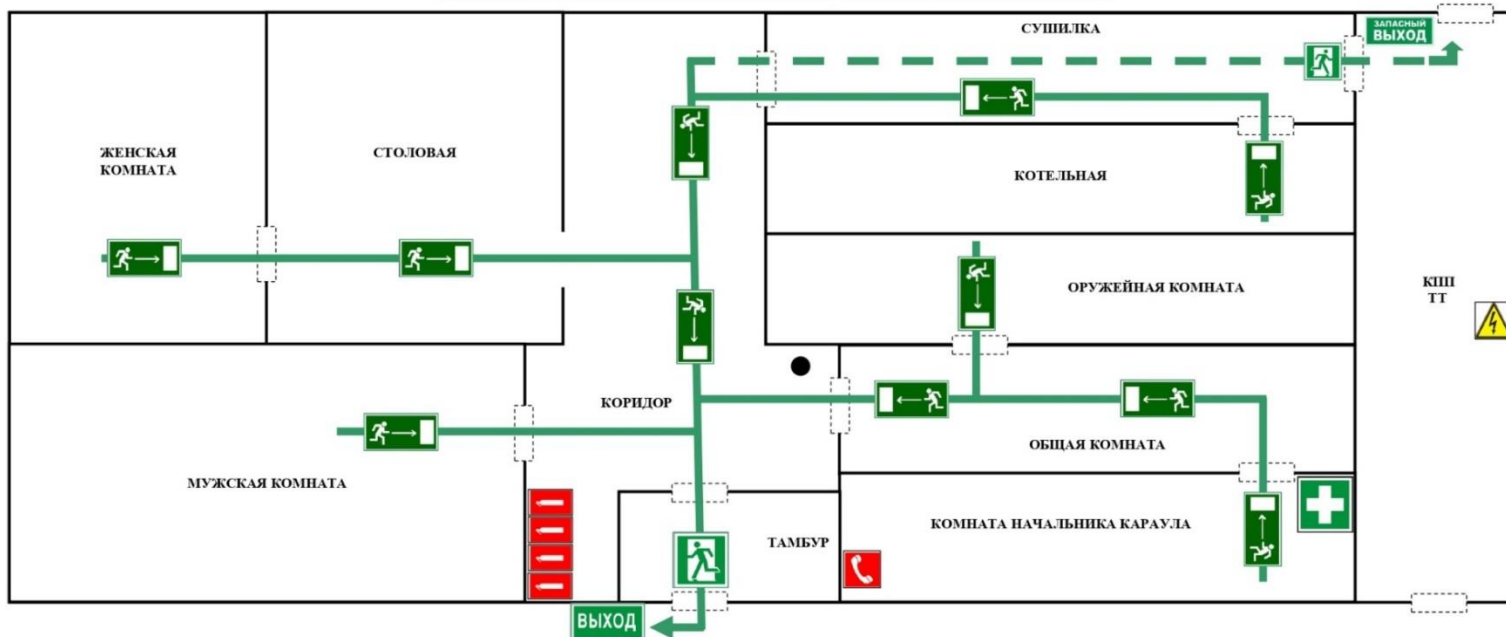 СУШИЛКА
ЗАПАСНЫЙ
ВЫХОД
ЖЕНСКАЯ
КОМНАТА
СТОЛОВАЯ
КОТЕЛЬНАЯ
ОРУЖЕЙНАЯ КОМНАТА
КПП
ТТ
КОРИДОР
ОБЩАЯ КОМНАТА
МУЖСКАЯ КОМНАТА
КОМНАТА НАЧАЛЬНИКА КАРАУЛА
ТАМБУР
ВЫХОД